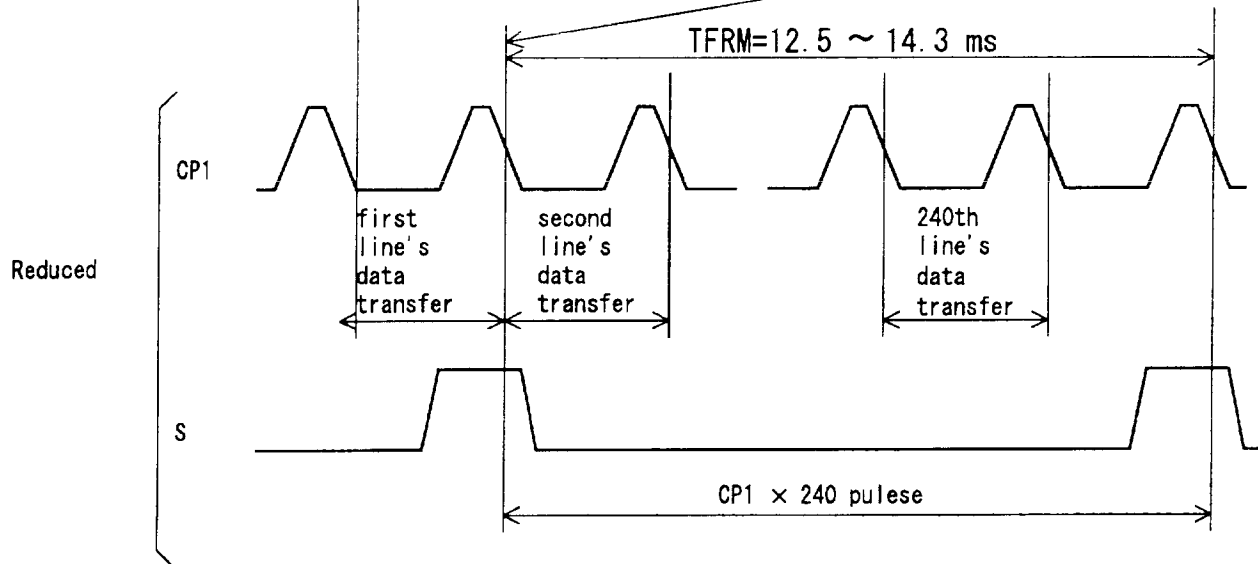 TFRM=12.5 ～ 14.3 ms
CP1
first
line's
data
transfer
second
line's
data
transfer
240th
line's
data
transfer
Reduced
S
CP1 × 240 pulese